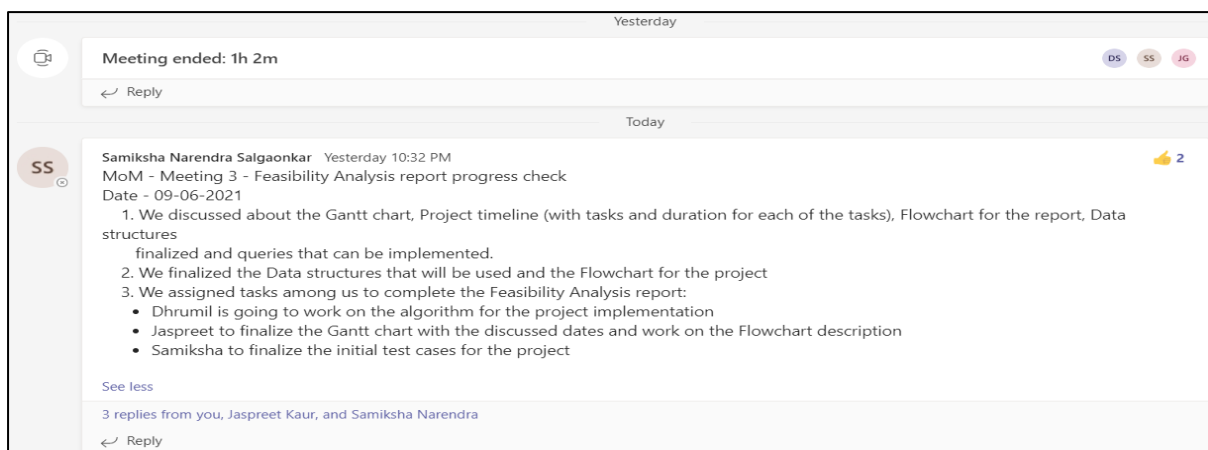 Yesterday
Meeting ended: 1h 2m
DS SS JG
Reply
Today
SS
Samiksha Narendra Salgaonkar Yesterday 10:32 PM
2
MoM - Meeting 3 - Feasibility Analysis report progress check
Date - 09-06-2021
1. We discussed about the Gantt chart, Project timeline (with tasks and duration for each of the tasks), Flowchart for the report, Data
structures
finalized and queries that can be implemented.
2. We finalized the Data structures that will be used and the Flowchart for the project
3. We assigned tasks among us to complete the Feasibility Analysis report:
• Dhrumil is going to work on the algorithm for the project implementation
• Jaspreet to finalize the Gantt chart with the discussed dates and work on the Flowchart description
• Samiksha to finalize the initial test cases for the project
See less
3 replies from you, Jaspreet Kaur, and Samiksha Narendra
Reply